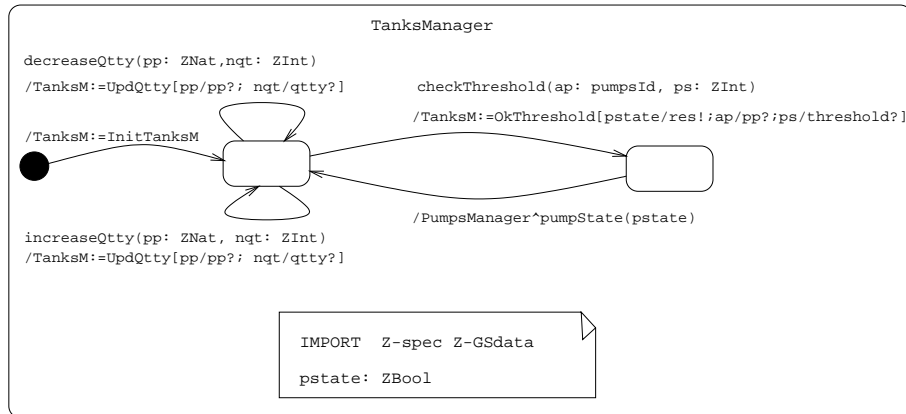 TanksManager
decreaseQtty(pp: ZNat,nqt: ZInt)
/TanksM:=UpdQtty[pp/pp?; nqt/qtty?]
checkThreshold(ap: pumpsId, ps: ZInt)
/TanksM:=OkThreshold[pstate/res!;ap/pp?;ps/threshold?]
/TanksM:=InitTanksM
/PumpsManager^pumpState(pstate)
increaseQtty(pp: ZNat, nqt: ZInt)
/TanksM:=UpdQtty[pp/pp?; nqt/qtty?]
IMPORT Z-spec Z-GSdata
pstate: ZBool